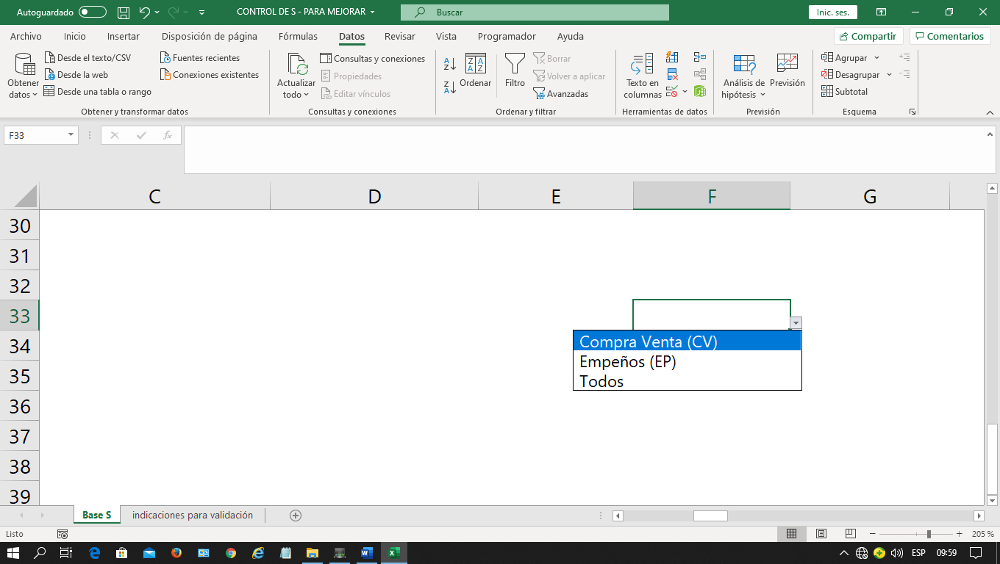 Autoguardado CONTROL DE S - PARA MEJORAR Buscar Inic. ses.
Archivo Inicio Insertar Disposición de página Fórmulas Datos Revisar Vista Programador Ayuda Compartir Comentarios
Obtener datos
Desde el texto/CSV
Desde la web
Desde una tabla o rango
Fuentes recientes
Conexiones existentes
Obtener y transformar datos
Actualizar todo
Consultas y conexiones
Propiedades
Editar vínculos
Consultas y conexiones
Ordenar
Filtro
Borrar
Volver a aplicar
Avanzadas
Ordenar y filtrar
Texto en columnas
Herramientas de datos
Análisis de hipótesis
Previsión
Previsión
Agrupar
Desagrupar
Subtotal
Esquema
F33 fx
C D E F G
30
31
32
33
34
35
36
37
38
39
Compra Venta (CV)
Empeños (EP)
Todos
Base S indicaciones para validación
Listo 205 %
ESP 09:59